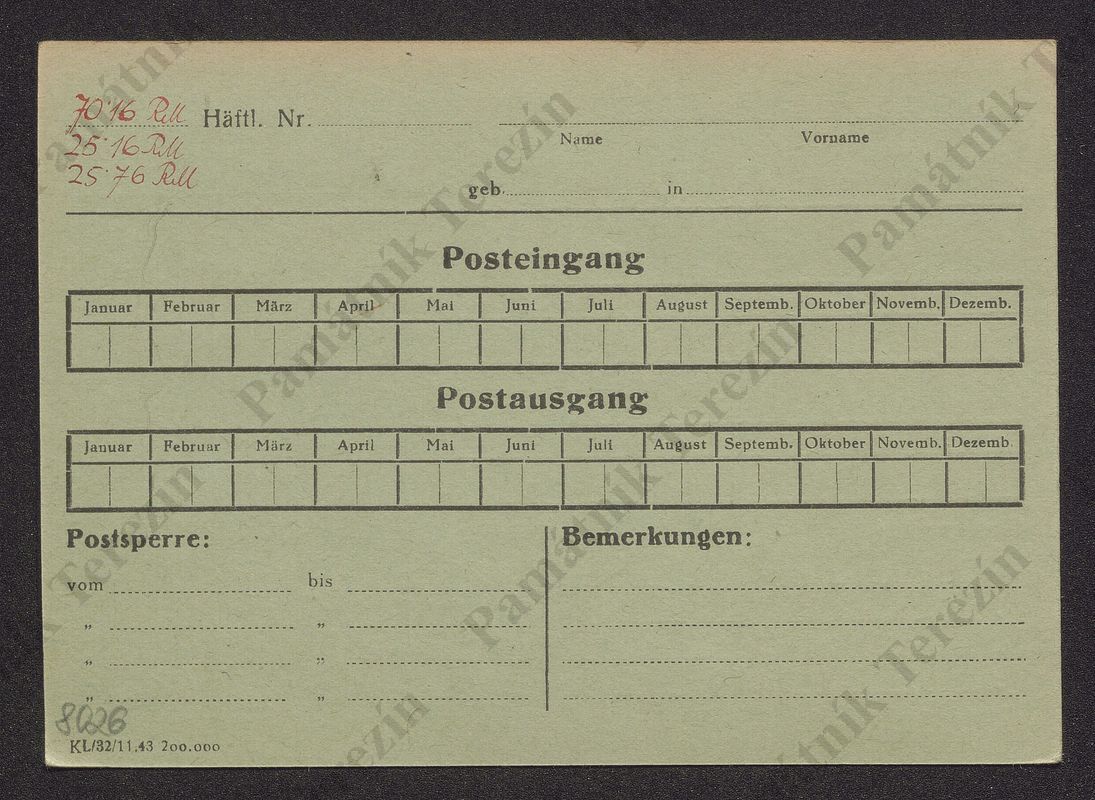 70·16 RM Häftl. Nr.
25·16 RM
25·76 RM
Name Vorname
geb. in
Posteingang
Januar Februar März April Mai Juni Juli August Septemb. Oktober Novemb. Dezemb.
Postausgang
Januar Februar März April Mai Juni Juli August Septemb. Oktober Novemb. Dezemb.
Postsperre: Bemerkungen:
vom bis
" "
" "
" "
8026
KL/32/11.43 200.000
Památník Terezín